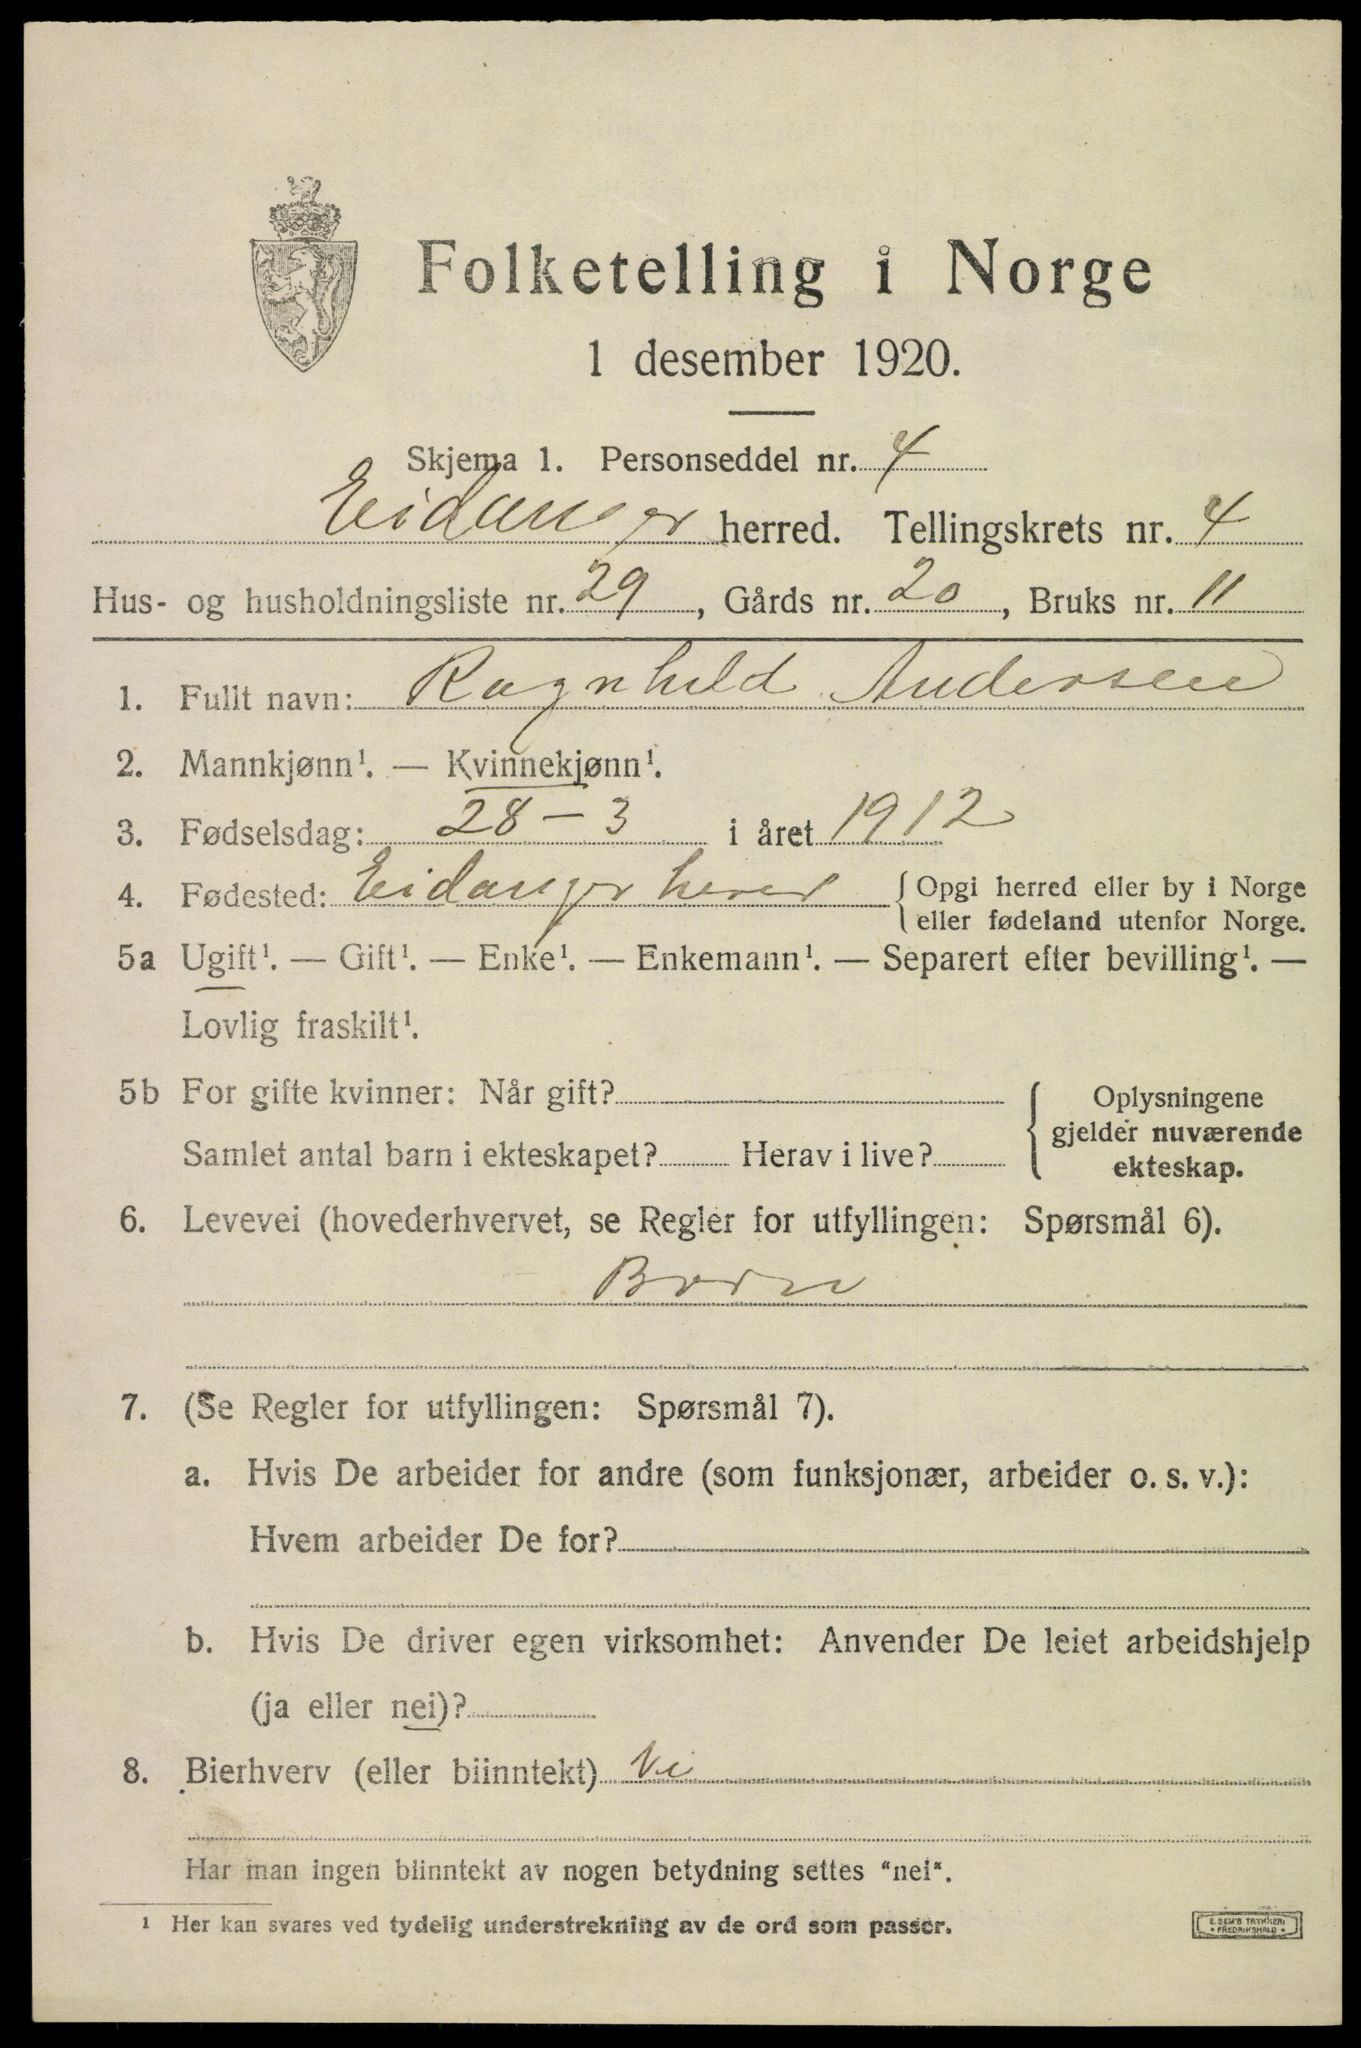 Folketelling i Norge
1 desember 1920.
Skjema 1. Personseddel nr. 4
Eidanger herred. Tellingskrets nr. 4
Hus- og husholdningsliste nr. 29, Gårds nr. 20, Bruks nr. 11
1. Fullt navn: Ragnhild Andersen
2. Mannkjønn¹. — Kvinnekjønn¹.
3. Fødselsdag: 28 – 3 i året 1912
4. Fødested: Eidanger herred { Opgi herred eller by i Norge
eller fødeland utenfor Norge.
5a Ugift¹. — Gift¹. — Enke¹. — Enkemann¹. — Separert efter bevilling¹. —
Lovlig fraskilt¹.
5b For gifte kvinner: Når gift? { Oplysningene
gjelder nuværende
Samlet antal barn i ekteskapet? Herav i live? ekteskap.
6. Levevei (hovederhvervet, se Regler for utfyllingen: Spørsmål 6).
Barn
7. (Se Regler for utfyllingen: Spørsmål 7).
a. Hvis De arbeider for andre (som funksjonær, arbeider o. s. v.):
Hvem arbeider De for?
b. Hvis De driver egen virksomhet: Anvender De leiet arbeidshjelp
(ja eller nei)?
8. Bierhverv (eller biinntekt)
Har man ingen biinntekt av nogen betydning settes "nei".
¹ Her kan svares ved tydelig understrekning av de ord som passer.
E. SEM'S TRYKKERI
• FREDRIKSHALD •